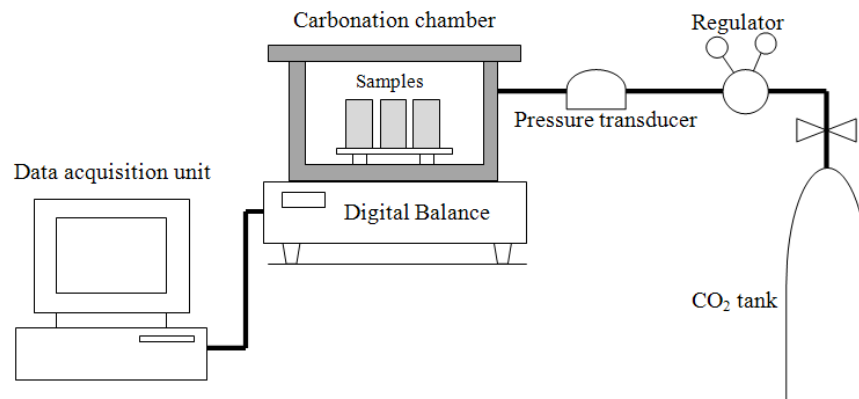 Carbonation chamber
Regulator
Samples
Pressure transducer
Data acquisition unit
Digital Balance
CO₂ tank